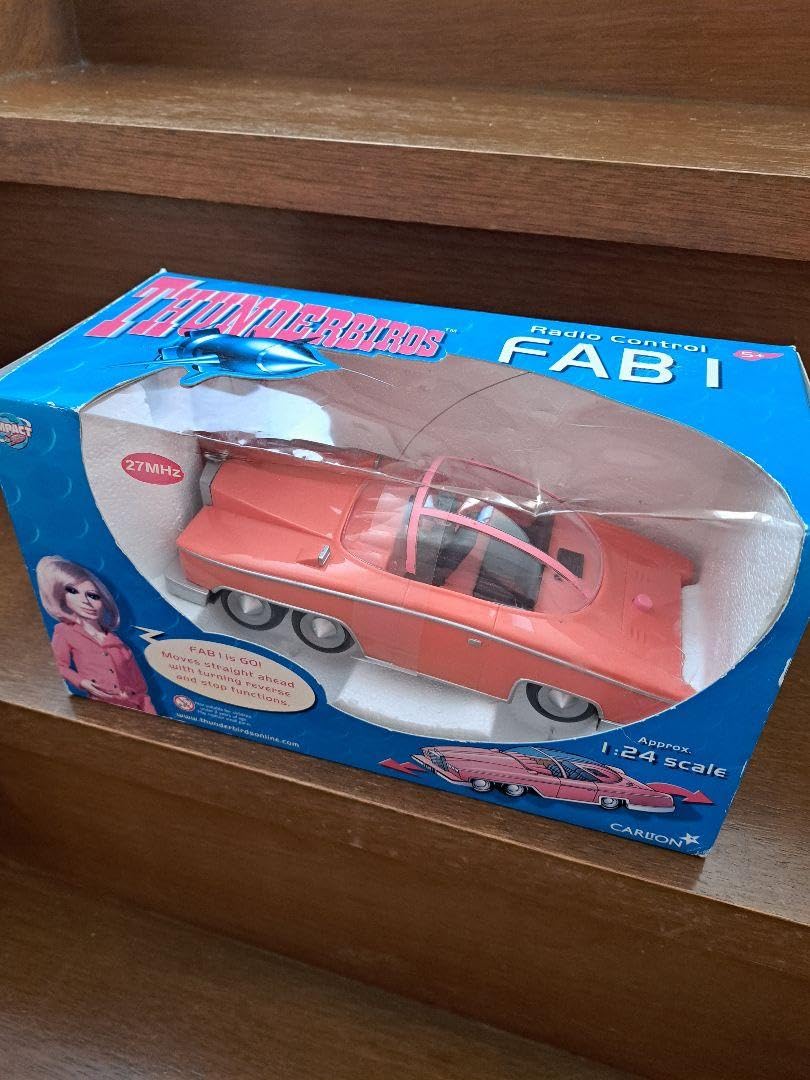 THUNDERBIRDS™
Radio Control
FAB 1
5+
27MHz
FAB 1 is GO!
Moves straight ahead
with turning reverse
and stop functions.
www.thunderbirdsonline.com
Approx.
1:24 scale
CARLTON